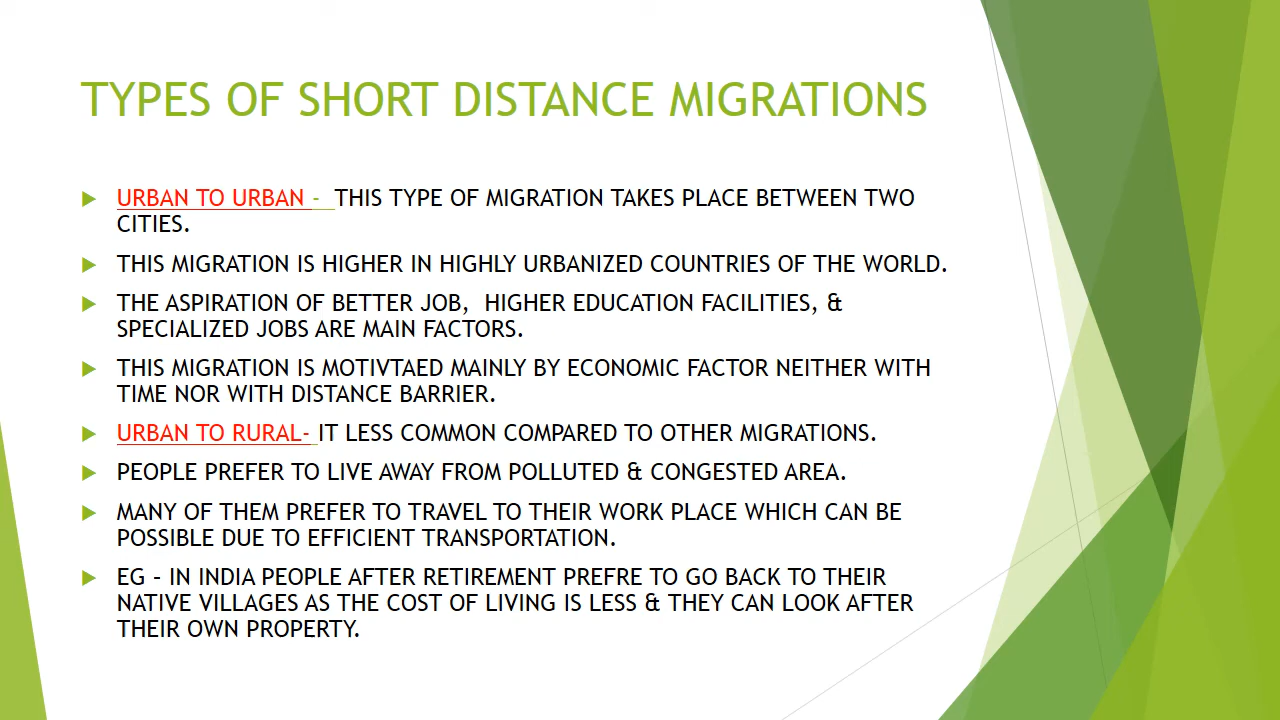 TYPES OF SHORT DISTANCE MIGRATIONS
URBAN TO URBAN - THIS TYPE OF MIGRATION TAKES PLACE BETWEEN TWO
CITIES.
THIS MIGRATION IS HIGHER IN HIGHLY URBANIZED COUNTRIES OF THE WORLD.
THE ASPIRATION OF BETTER JOB, HIGHER EDUCATION FACILITIES, &
SPECIALIZED JOBS ARE MAIN FACTORS.
THIS MIGRATION IS MOTIVTAED MAINLY BY ECONOMIC FACTOR NEITHER WITH
TIME NOR WITH DISTANCE BARRIER.
URBAN TO RURAL- IT LESS COMMON COMPARED TO OTHER MIGRATIONS.
PEOPLE PREFER TO LIVE AWAY FROM POLLUTED & CONGESTED AREA.
MANY OF THEM PREFER TO TRAVEL TO THEIR WORK PLACE WHICH CAN BE
POSSIBLE DUE TO EFFICIENT TRANSPORTATION.
EG – IN INDIA PEOPLE AFTER RETIREMENT PREFRE TO GO BACK TO THEIR
NATIVE VILLAGES AS THE COST OF LIVING IS LESS & THEY CAN LOOK AFTER
THEIR OWN PROPERTY.